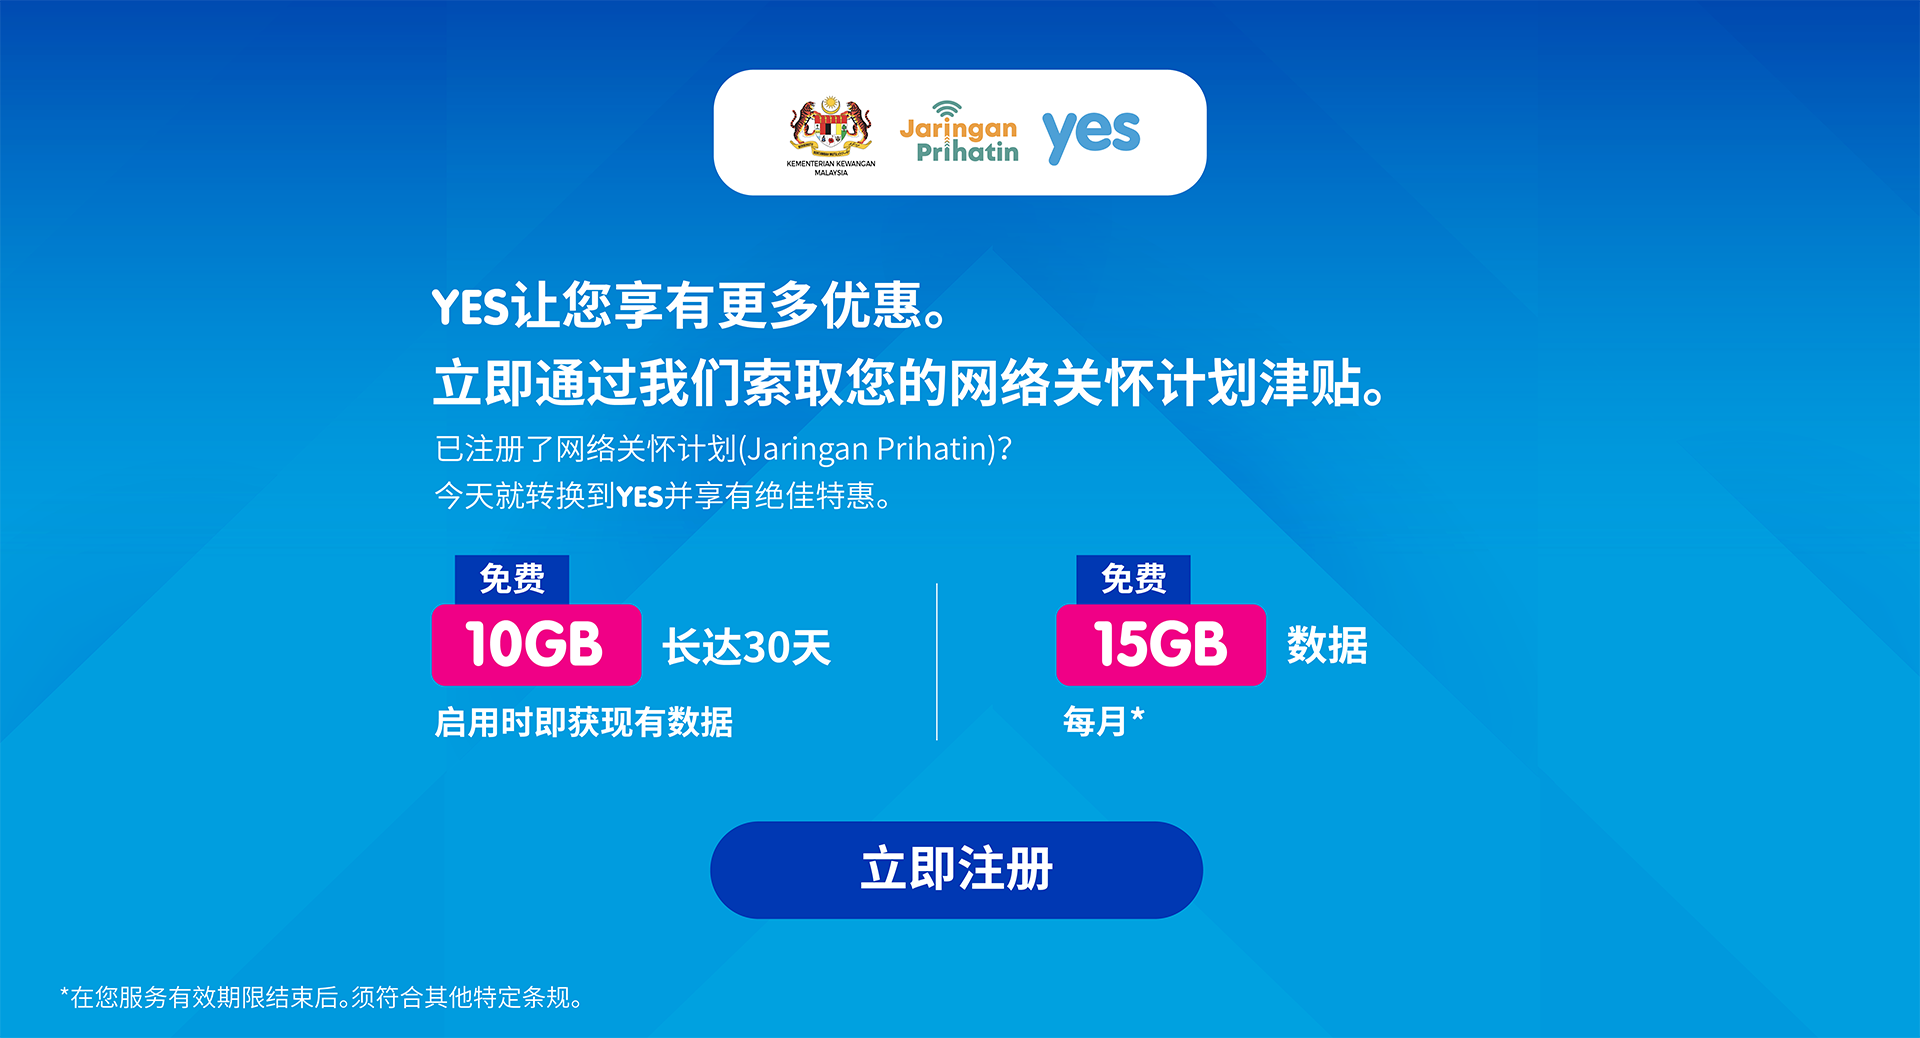 KEMENTERIAN KEWANGAN
MALAYSIA
Jaringan
Prihatin
yes
YES让您享有更多优惠。
立即通过我们索取您的网络关怀计划津贴。
已注册了网络关怀计划(Jaringan Prihatin)?
今天就转换到YES并享有绝佳特惠。
免费
10GB 长达30天
启用时即获现有数据
免费
15GB 数据
每月*
立即注册
*在您服务有效期限结束后。须符合其他特定条规。